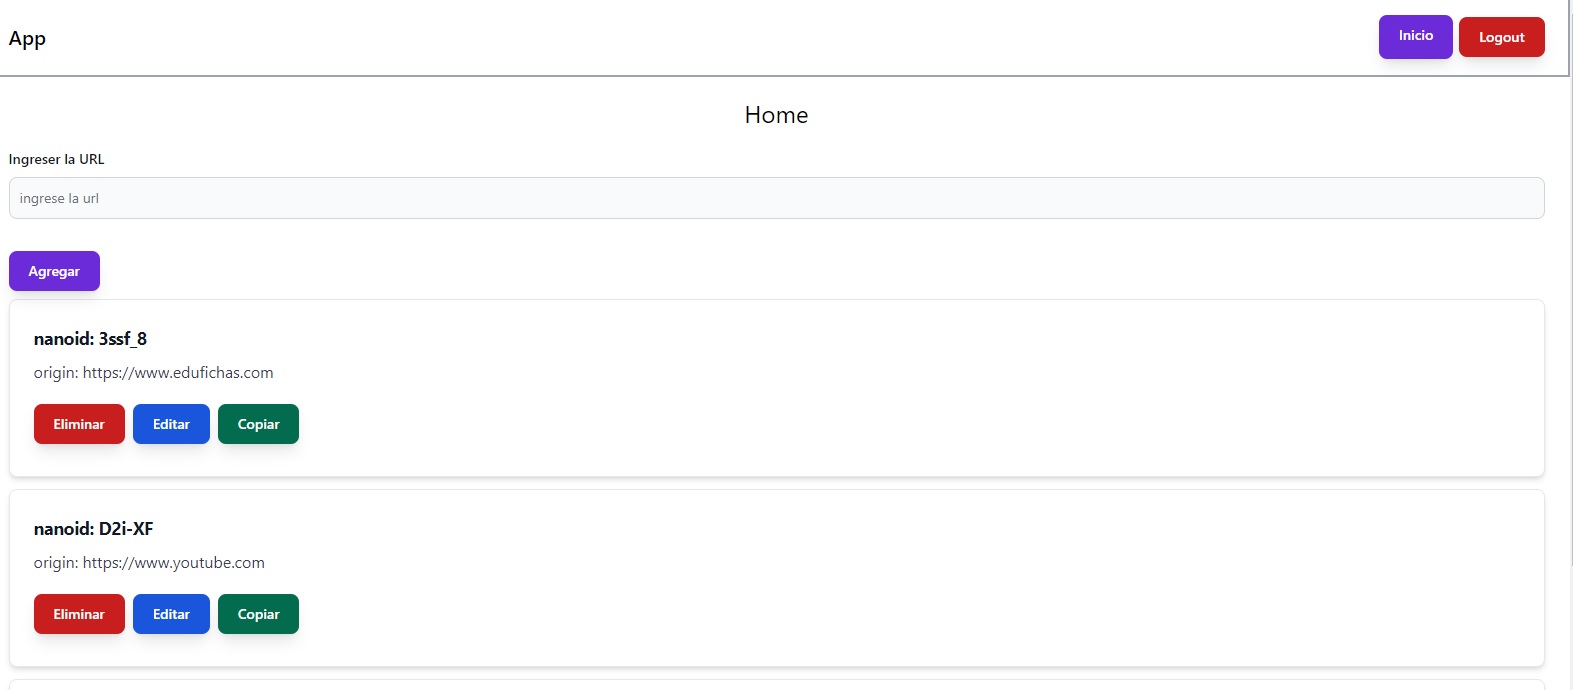 App
Inicio
Logout
Home
Ingreser la URL
ingrese la url
Agregar
nanoid: 3ssf_8
origin: https://www.edufichas.com
Eliminar
Editar
Copiar
nanoid: D2i-XF
origin: https://www.youtube.com
Eliminar
Editar
Copiar